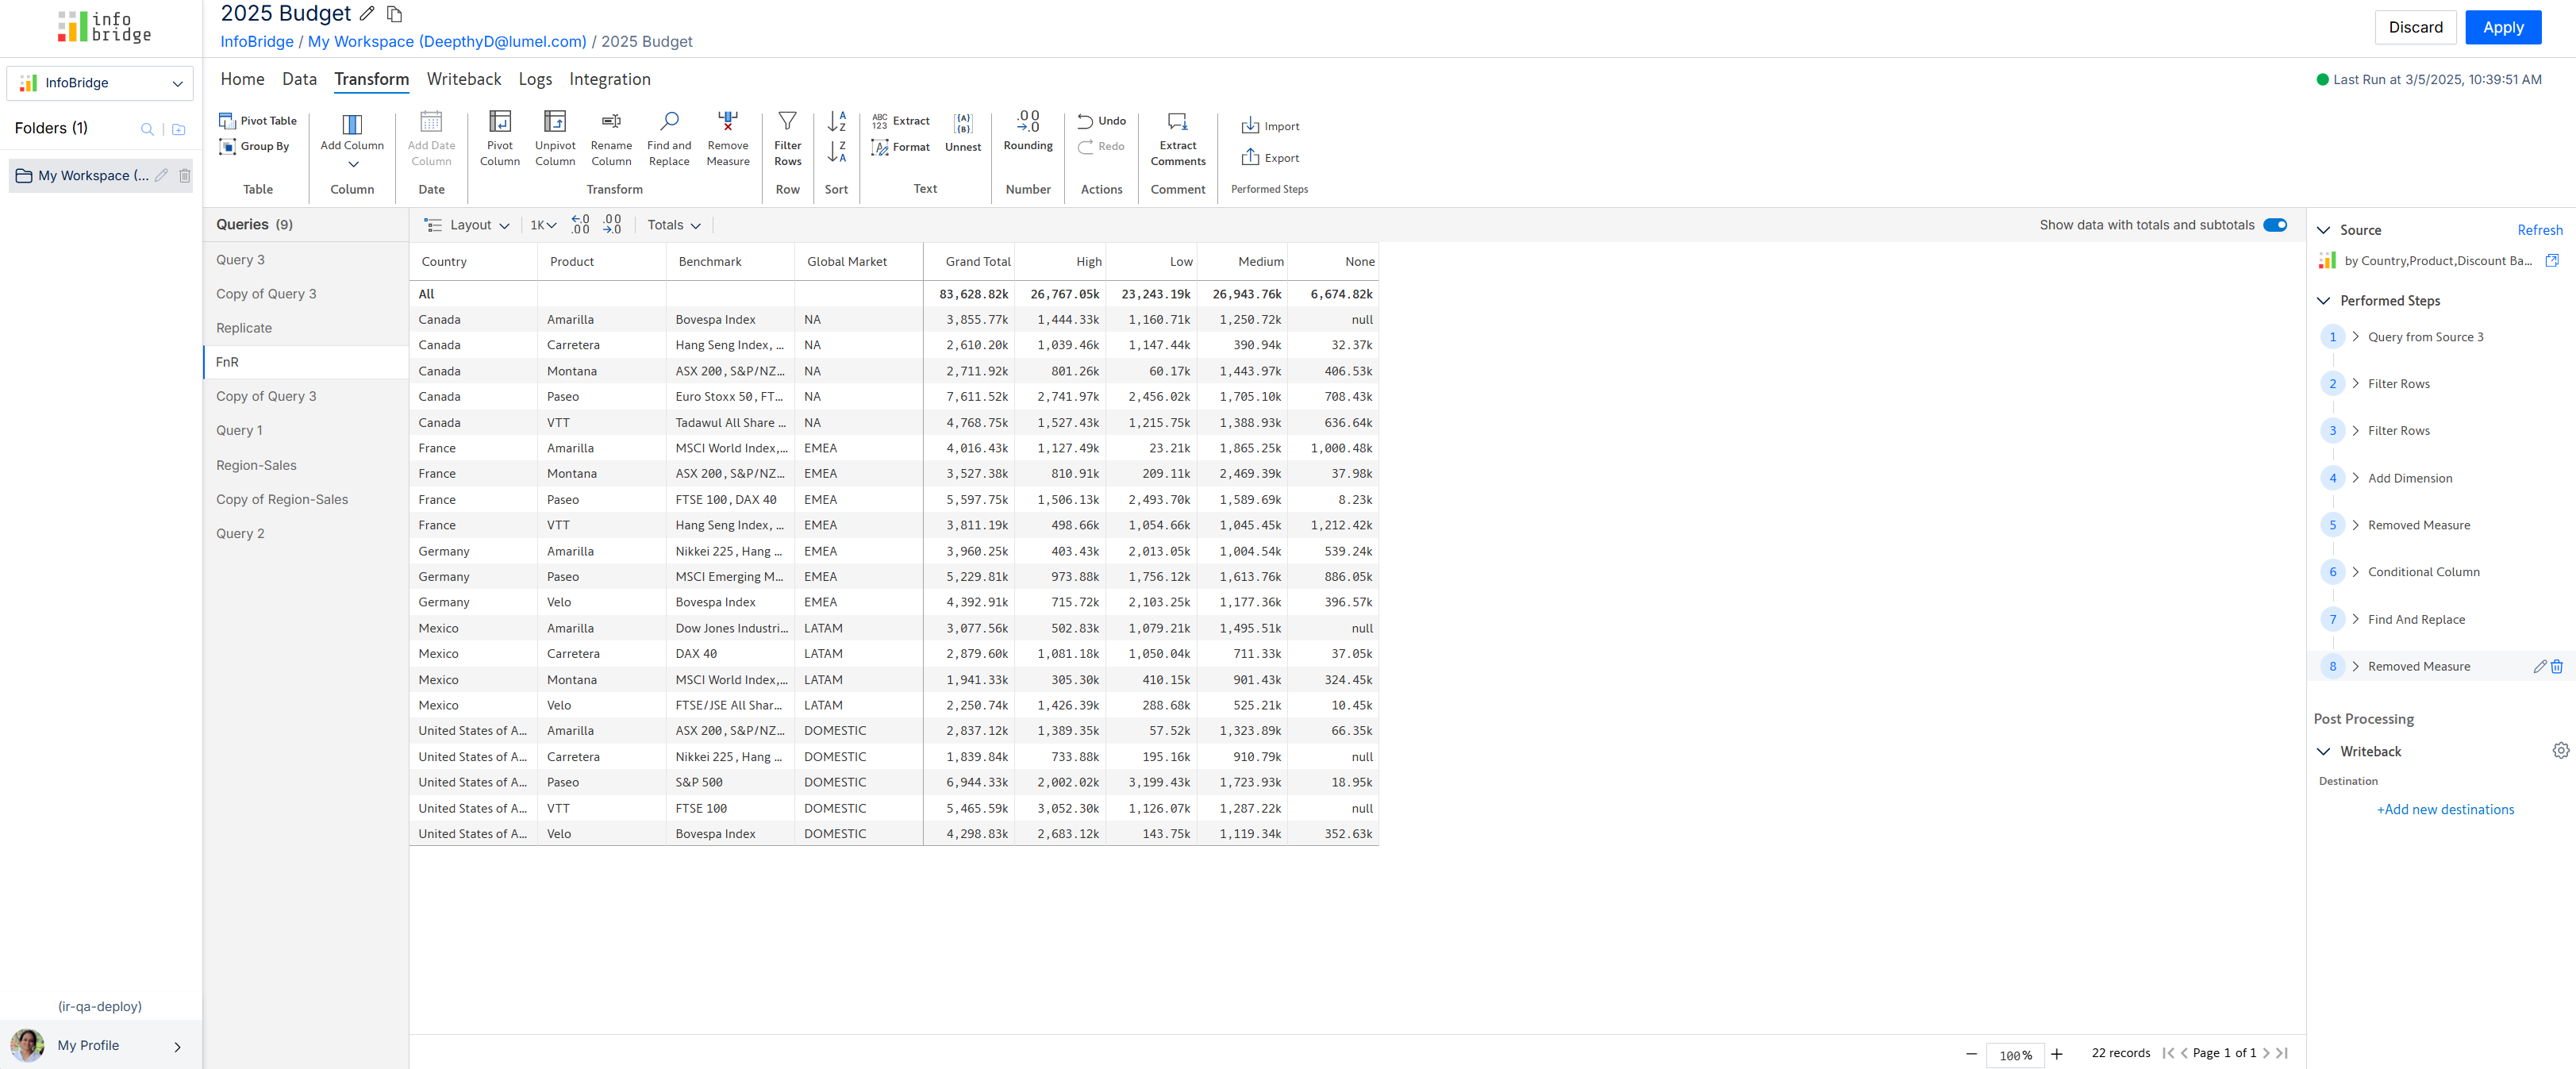 info
bridge
2025 Budget
InfoBridge / My Workspace (DeepthyD@lumel.com) / 2025 Budget
Discard
Apply
InfoBridge
Home Data Transform Writeback Logs Integration
Last Run at 3/5/2025, 10:39:51 AM
Folders (1)
My Workspace (...
Pivot Table
Group By
Table
Add Column
Column
Add Date
Column
Date
Pivot
Column
Unpivot
Column
Rename
Column
Find and
Replace
Remove
Measure
Transform
Filter
Rows
Row
A
Z
Z
A
Sort
ABC
123
Extract
Format
{A}
{B}
Unnest
Text
.0 0
.0
Rounding
Number
Undo
Redo
Actions
Extract
Comments
Comment
Import
Export
Performed Steps
Queries (9)
Query 3
Copy of Query 3
Replicate
FnR
Copy of Query 3
Query 1
Region-Sales
Copy of Region-Sales
Query 2
Layout 1K .0 .00 .00 .0 Totals
Show data with totals and subtotals
Country Product Benchmark Global Market Grand Total High Low Medium None
All 83,628.82k 26,767.05k 23,243.19k 26,943.76k 6,674.82k
Canada Amarilla Bovespa Index NA 3,855.77k 1,444.33k 1,160.71k 1,250.72k null
Canada Carretera Hang Seng Index, ... NA 2,610.20k 1,039.46k 1,147.44k 390.94k 32.37k
Canada Montana ASX 200, S&P/NZ... NA 2,711.92k 801.26k 60.17k 1,443.97k 406.53k
Canada Paseo Euro Stoxx 50, FT... NA 7,611.52k 2,741.97k 2,456.02k 1,705.10k 708.43k
Canada VTT Tadawul All Share ... NA 4,768.75k 1,527.43k 1,215.75k 1,388.93k 636.64k
France Amarilla MSCI World Index,... EMEA 4,016.43k 1,127.49k 23.21k 1,865.25k 1,000.48k
France Montana ASX 200, S&P/NZ... EMEA 3,527.38k 810.91k 209.11k 2,469.39k 37.98k
France Paseo FTSE 100, DAX 40 EMEA 5,597.75k 1,506.13k 2,493.70k 1,589.69k 8.23k
France VTT Hang Seng Index, ... EMEA 3,811.19k 498.66k 1,054.66k 1,045.45k 1,212.42k
Germany Amarilla Nikkei 225, Hang ... EMEA 3,960.25k 403.43k 2,013.05k 1,004.54k 539.24k
Germany Paseo MSCI Emerging M... EMEA 5,229.81k 973.88k 1,756.12k 1,613.76k 886.05k
Germany Velo Bovespa Index EMEA 4,392.91k 715.72k 2,103.25k 1,177.36k 396.57k
Mexico Amarilla Dow Jones Industri... LATAM 3,077.56k 502.83k 1,079.21k 1,495.51k null
Mexico Carretera DAX 40 LATAM 2,879.60k 1,081.18k 1,050.04k 711.33k 37.05k
Mexico Montana MSCI World Index,... LATAM 1,941.33k 305.30k 410.15k 901.43k 324.45k
Mexico Velo FTSE/JSE All Shar... LATAM 2,250.74k 1,426.39k 288.68k 525.21k 10.45k
United States of A... Amarilla ASX 200, S&P/NZ... DOMESTIC 2,837.12k 1,389.35k 57.52k 1,323.89k 66.35k
United States of A... Carretera Nikkei 225, Hang ... DOMESTIC 1,839.84k 733.88k 195.16k 910.79k null
United States of A... Paseo S&P 500 DOMESTIC 6,944.33k 2,002.02k 3,199.43k 1,723.93k 18.95k
United States of A... VTT FTSE 100 DOMESTIC 5,465.59k 3,052.30k 1,126.07k 1,287.22k null
United States of A... Velo Bovespa Index DOMESTIC 4,298.83k 2,683.12k 143.75k 1,119.34k 352.63k
Source Refresh
by Country,Product,Discount Ba...
Performed Steps
1 Query from Source 3
2 Filter Rows
3 Filter Rows
4 Add Dimension
5 Removed Measure
6 Conditional Column
7 Find And Replace
8 Removed Measure
Post Processing
Writeback
Destination
+Add new destinations
(ir-qa-deploy)
My Profile
100%
22 records
Page 1 of 1